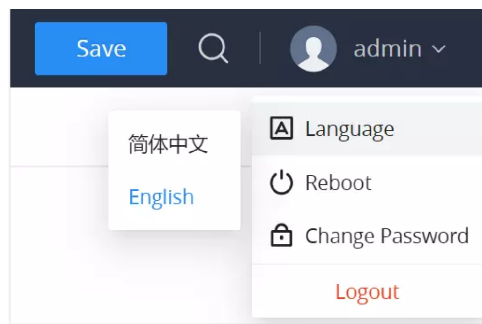 Save
admin
简体中文
English
Language
Reboot
Change Password
Logout